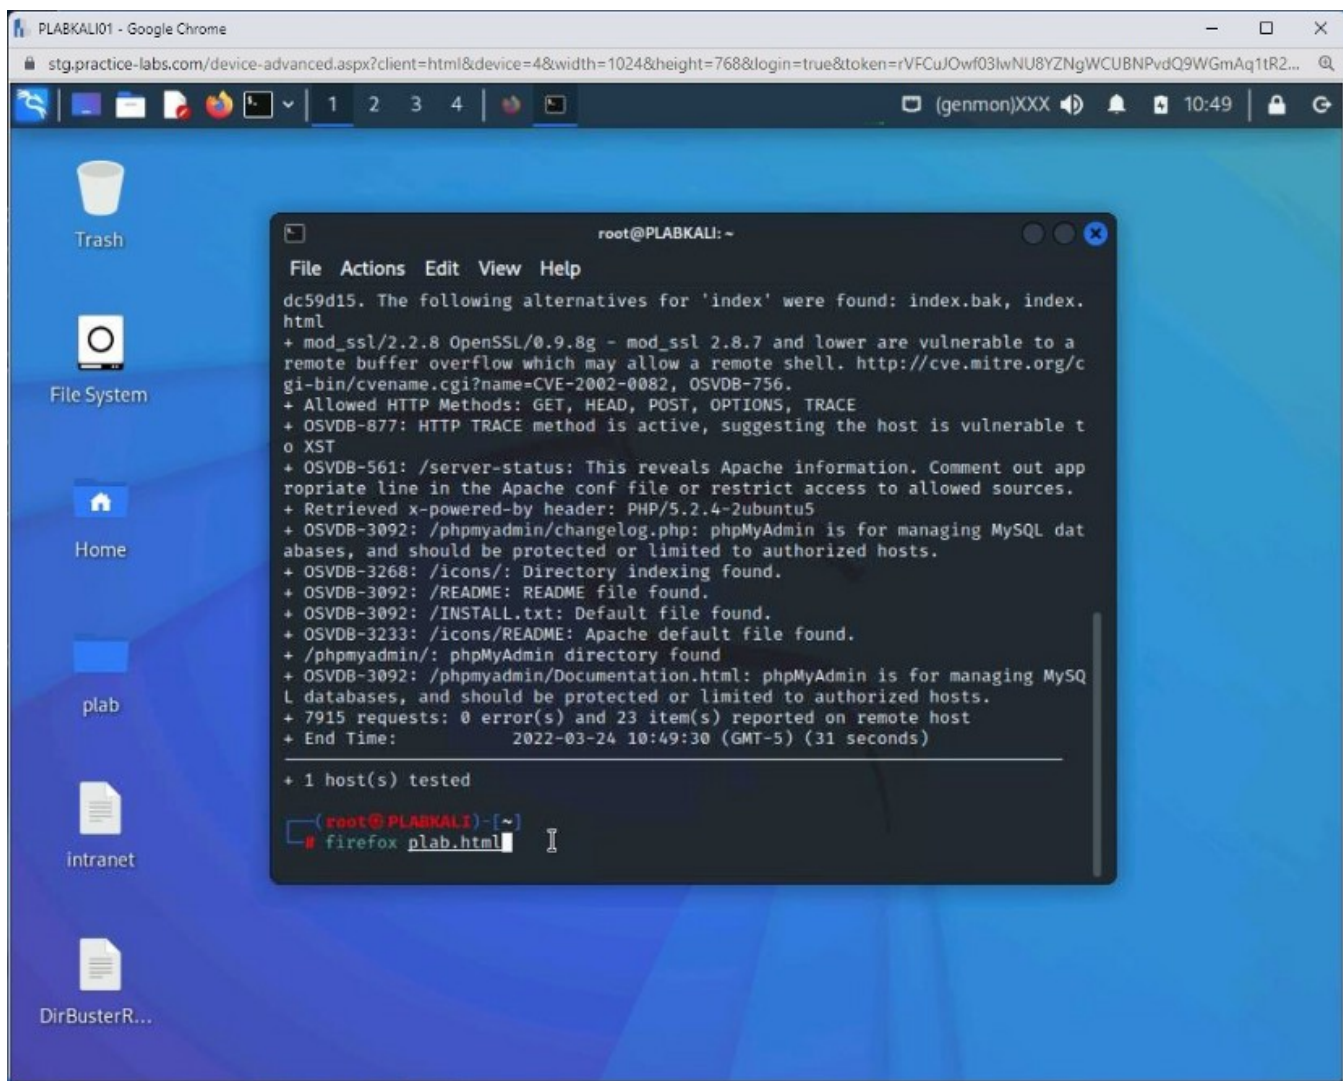 PLABKALI01 - Google Chrome
stg.practice-labs.com/device-advanced.aspx?client=html&device=4&width=1024&height=768&login=true&token=rVFCuJOwf03IwNU8YZNgWCUBNPvdQ9WGmAq1tR2...
1 2 3 4
(genmon)XXX
10:49
Trash
File System
Home
plab
intranet
DirBusterR...
root@PLABKALI: ~
File Actions Edit View Help
dc59d15. The following alternatives for 'index' were found: index.bak, index.
html
+ mod_ssl/2.2.8 OpenSSL/0.9.8g - mod_ssl 2.8.7 and lower are vulnerable to a
remote buffer overflow which may allow a remote shell. http://cve.mitre.org/c
gi-bin/cvename.cgi?name=CVE-2002-0082, OSVDB-756.
+ Allowed HTTP Methods: GET, HEAD, POST, OPTIONS, TRACE
+ OSVDB-877: HTTP TRACE method is active, suggesting the host is vulnerable t
o XST
+ OSVDB-561: /server-status: This reveals Apache information. Comment out app
ropriate line in the Apache conf file or restrict access to allowed sources.
+ Retrieved x-powered-by header: PHP/5.2.4-2ubuntu5
+ OSVDB-3092: /phpmyadmin/changelog.php: phpMyAdmin is for managing MySQL dat
abases, and should be protected or limited to authorized hosts.
+ OSVDB-3268: /icons/: Directory indexing found.
+ OSVDB-3092: /README: README file found.
+ OSVDB-3092: /INSTALL.txt: Default file found.
+ OSVDB-3233: /icons/README: Apache default file found.
+ /phpmyadmin/: phpMyAdmin directory found
+ OSVDB-3092: /phpmyadmin/Documentation.html: phpMyAdmin is for managing MySQ
L databases, and should be protected or limited to authorized hosts.
+ 7915 requests: 0 error(s) and 23 item(s) reported on remote host
+ End Time: 2022-03-24 10:49:30 (GMT-5) (31 seconds)
+ 1 host(s) tested
(root㉿PLABKALI)-[~]
# firefox plab.html